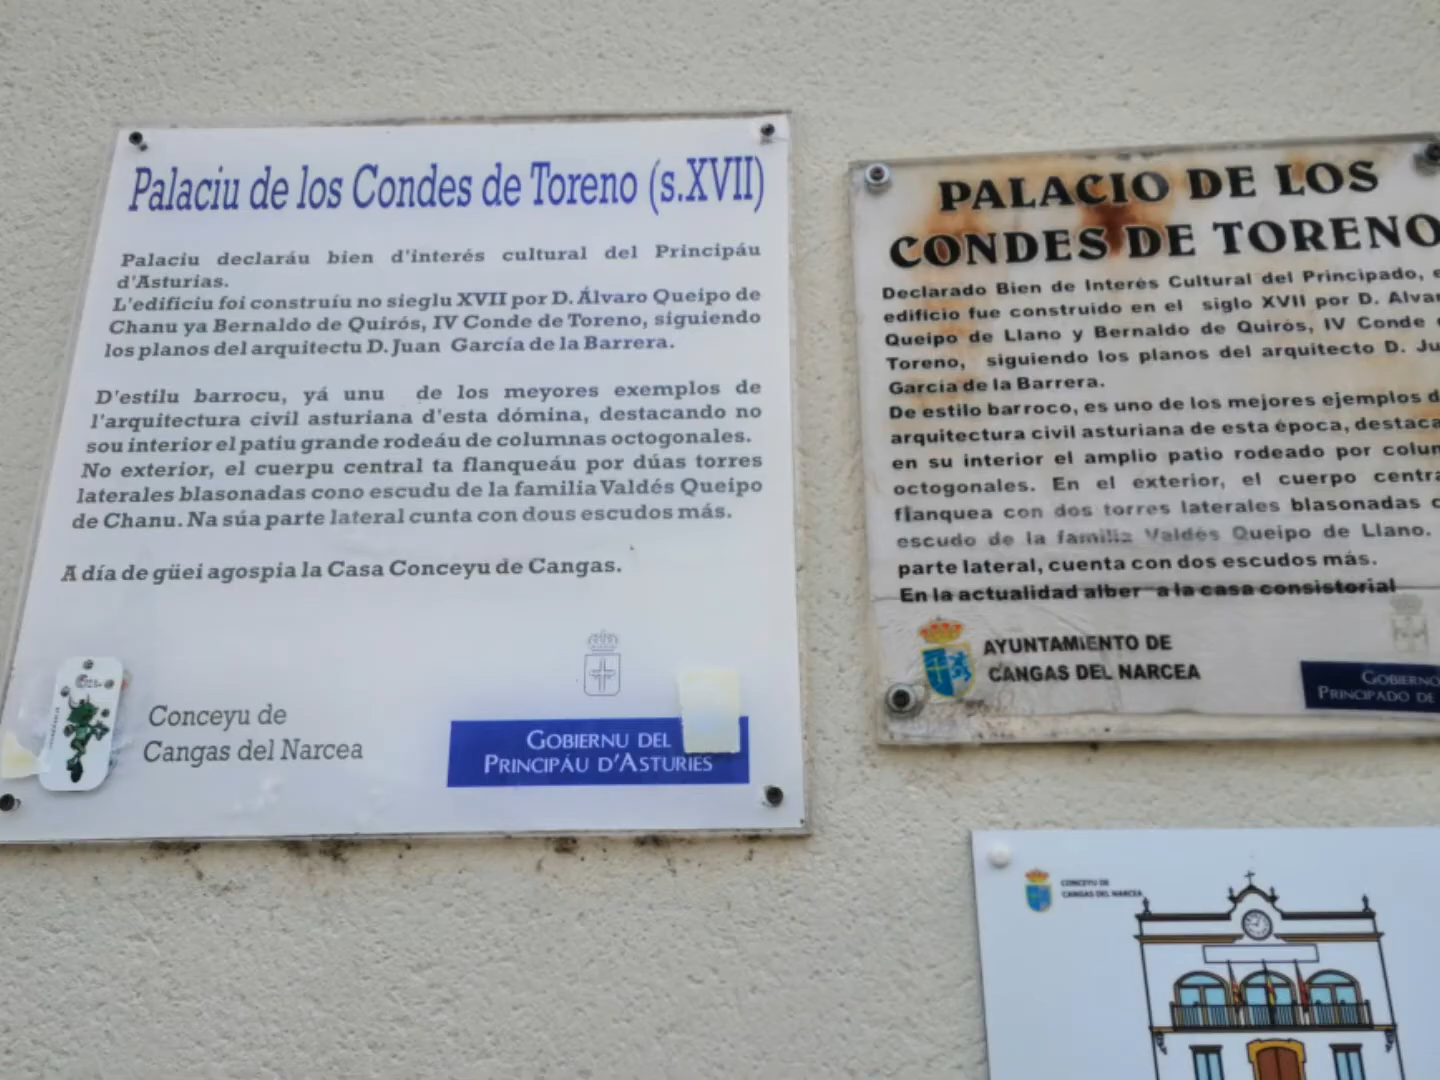 Palaciu de los Condes de Toreno (s.XVII)
Palaciu declaráu bien d'interés cultural del Principáu
d'Asturias.
L'edificiu foi construíu no sieglu XVII por D. Álvaro Queipo de
Chanu ya Bernaldo de Quirós, IV Conde de Toreno, siguiendo
los planos del arquitectu D. Juan García de la Barrera.
D'estilu barrocu, yá unu de los meyores exemplos de
l'arquitectura civil asturiana d'esta dómina, destacando no
sou interior el patiu grande rodeáu de columnas octogonales.
No exterior, el cuerpu central ta flanqueáu por dúas torres
laterales blasonadas cono escudu de la familia Valdés Queipo
de Chanu. Na súa parte lateral cunta con dous escudos más.
A día de güei agospia la Casa Conceyu de Cangas.
Conceyu de
Cangas del Narcea
GOBIERNU DEL
PRINCIPÁU D'ASTURIES
PALACIO DE LOS
CONDES DE TORENO
Declarado Bien de Interés Cultural del Principado,
edificio fue construido en el siglo XVII por D.
Queipo de Llano y Bernaldo de Quirós, IV Conde
Toreno, siguiendo los planos del arquitecto D.
García de la Barrera.
De estilo barroco, es uno de los mejores ejemplos
arquitectura civil asturiana de esta época,
en su interior el amplio patio rodeado por
octogonales. En el exterior, el cuerpo
flanquea con dos torres laterales blasonadas
escudo de la familia Valdés Queipo de Llano.
parte lateral, cuenta con dos escudos más.
En la actualidad a la casa consistorial
AYUNTAMIENTO DE
CANGAS DEL NARCEA
GOBIERNO
PRINCIPADO DE
CONCEYU DE
CANGAS DEL NARCEA